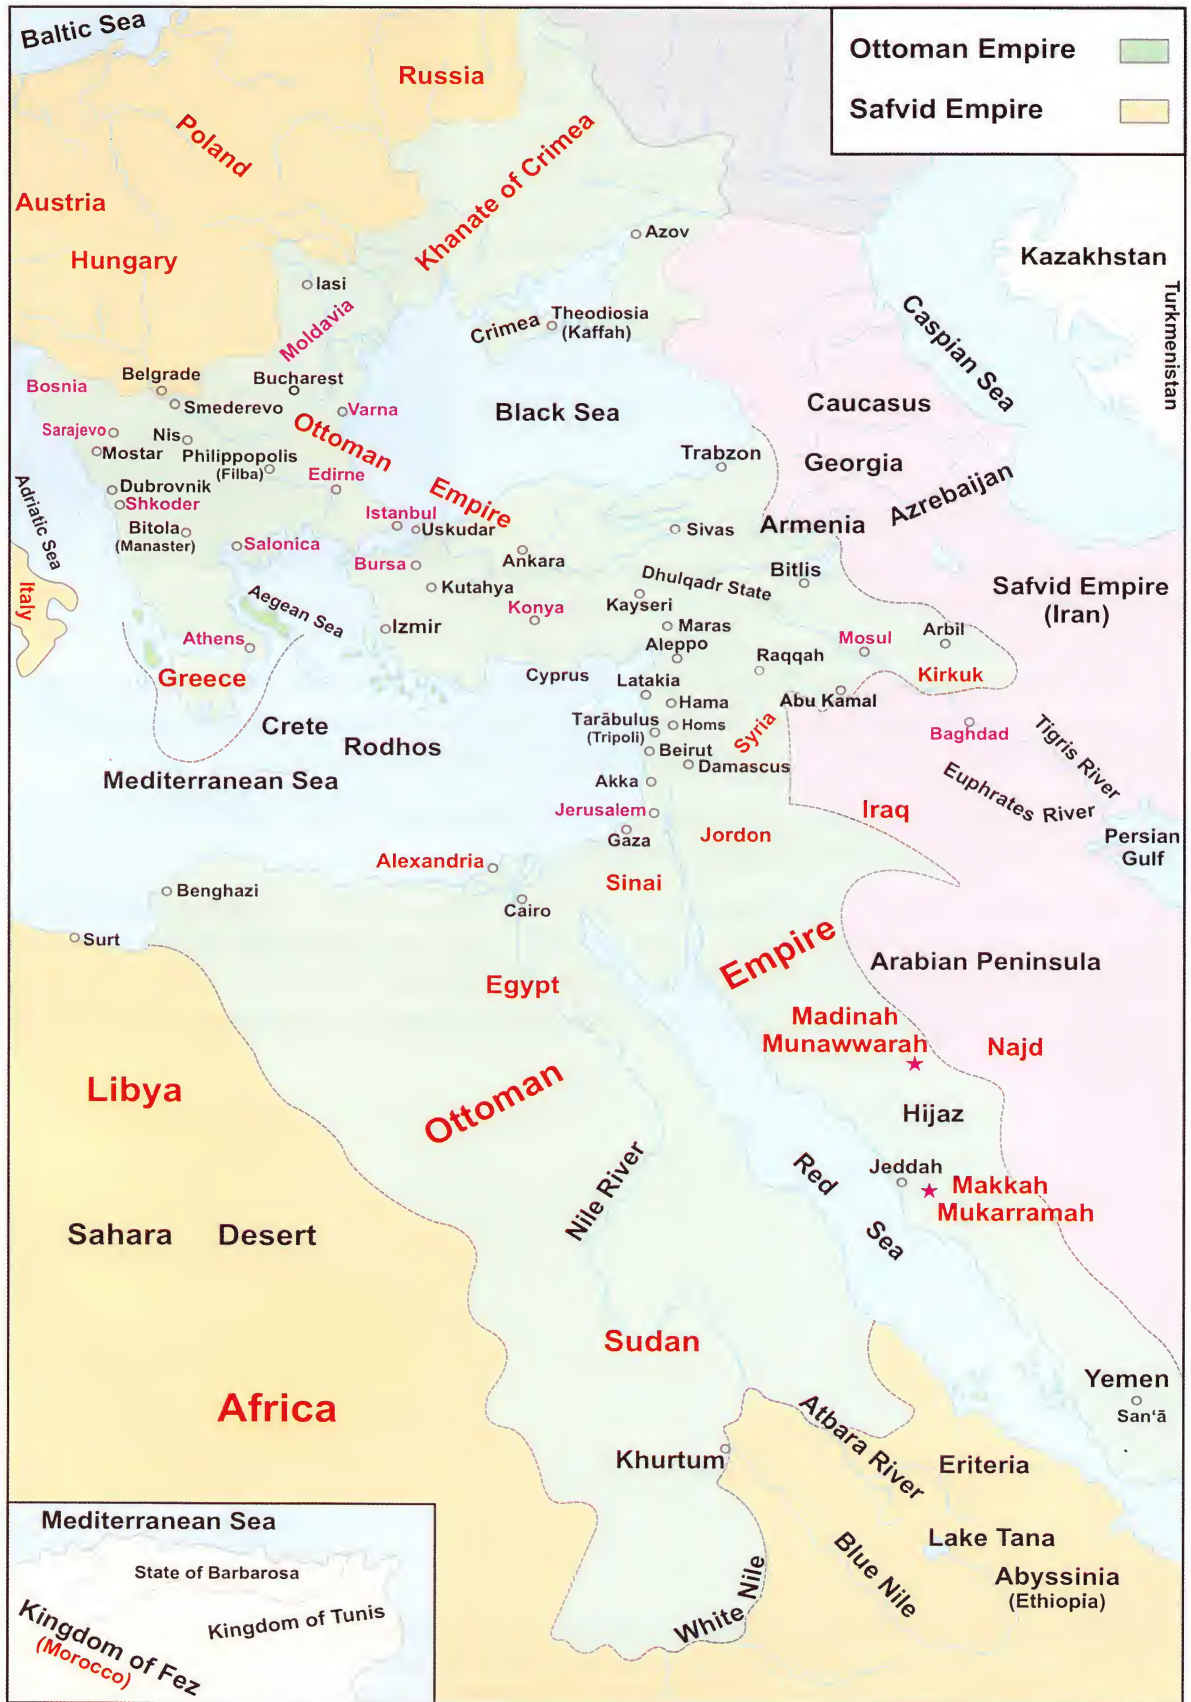 Baltic Sea
Ottoman Empire
Safvid Empire
Russia
Poland
Khanate of Crimea
Austria
Hungary
Azov
Kazakhstan
Turkmenistan
Caspian Sea
Iasi
Moldavia
Crimea
Theodiosia
(Kaffah)
Bosnia
Belgrade
Bucharest
Smederevo
Varna
Black Sea
Caucasus
Sarajevo
Mostar
Nis
Philippopolis
(Filba)
Ottoman
Empire
Edirne
Trabzon
Georgia
Azrebaijan
Adriatic Sea
Dubrovnik
Shkoder
Bitola
(Manaster)
Salonica
Istanbul
Uskudar
Ankara
Sivas
Armenia
Bursa
Kutahya
Konya
Kayseri
Dhulqadr State
Bitlis
Safvid Empire
(Iran)
Italy
Aegean Sea
Izmir
Maras
Athens
Greece
Aleppo
Raqqah
Mosul
Arbil
Kirkuk
Cyprus
Latakia
Hama
Abu Kamal
Crete
Rodhos
Tarābulus
(Tripoli)
Homs
Syria
Baghdad
Tigris River
Mediterranean Sea
Beirut
Damascus
Akka
Euphrates River
Jerusalem
Gaza
Jordon
Iraq
Persian
Gulf
Alexandria
Sinai
Benghazi
Cairo
Surt
Empire
Egypt
Arabian Peninsula
Madinah
Munawwarah
Najd
Libya
Ottoman
Hijaz
Nile River
Red
Sea
Jeddah
Makkah
Mukarramah
Sahara Desert
Sudan
Africa
Yemen
San‘ā
Khurtum
Atbara River
Eriteria
Lake Tana
Blue Nile
Abyssinia
(Ethiopia)
White Nile
Mediterranean Sea
State of Barbarosa
Kingdom of Tunis
Kingdom of Fez
(Morocco)